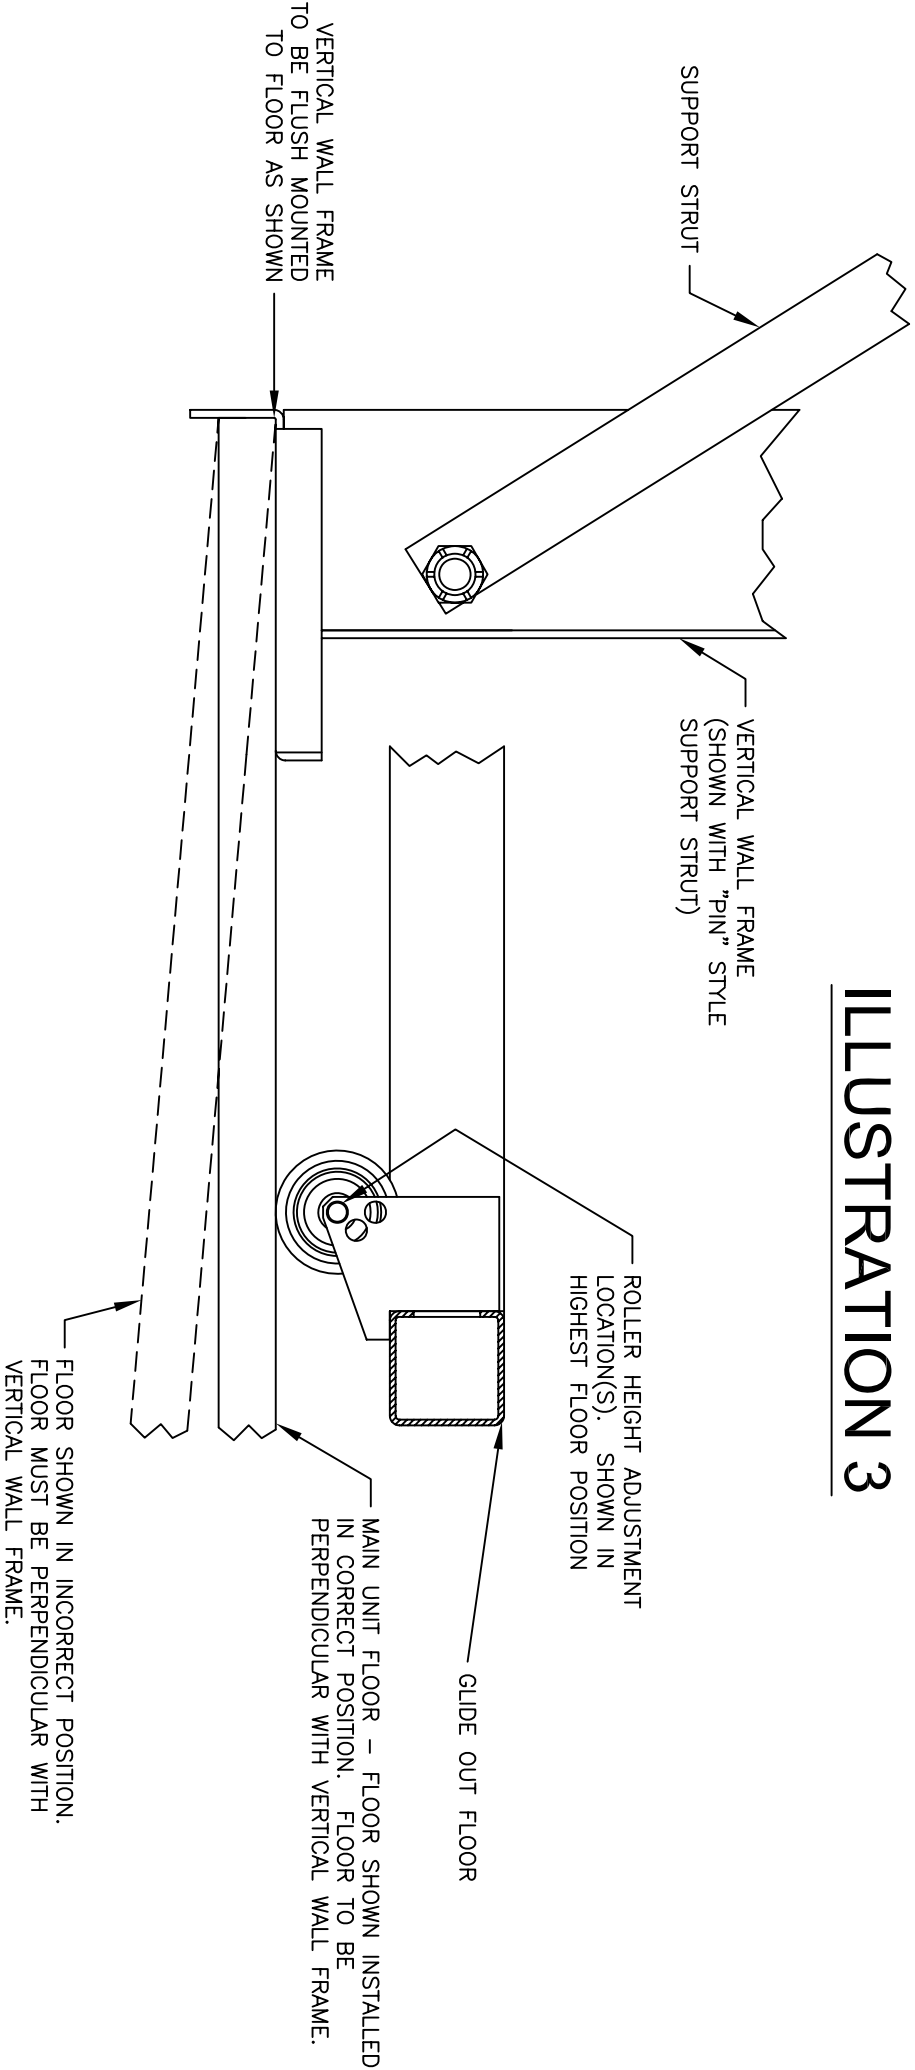 ILLUSTRATION 3
SUPPORT STRUT
VERTICAL WALL FRAME
(SHOWN WITH "PIN" STYLE
SUPPORT STRUT)
VERTICAL WALL FRAME
TO BE FLUSH MOUNTED
TO FLOOR AS SHOWN
ROLLER HEIGHT ADJUSTMENT
LOCATION(S). SHOWN IN
HIGHEST FLOOR POSITION
GLIDE OUT FLOOR
MAIN UNIT FLOOR – FLOOR SHOWN INSTALLED
IN CORRECT POSITION. FLOOR TO BE
PERPENDICULAR WITH VERTICAL WALL FRAME.
FLOOR SHOWN IN INCORRECT POSITION.
FLOOR MUST BE PERPENDICULAR WITH
VERTICAL WALL FRAME.